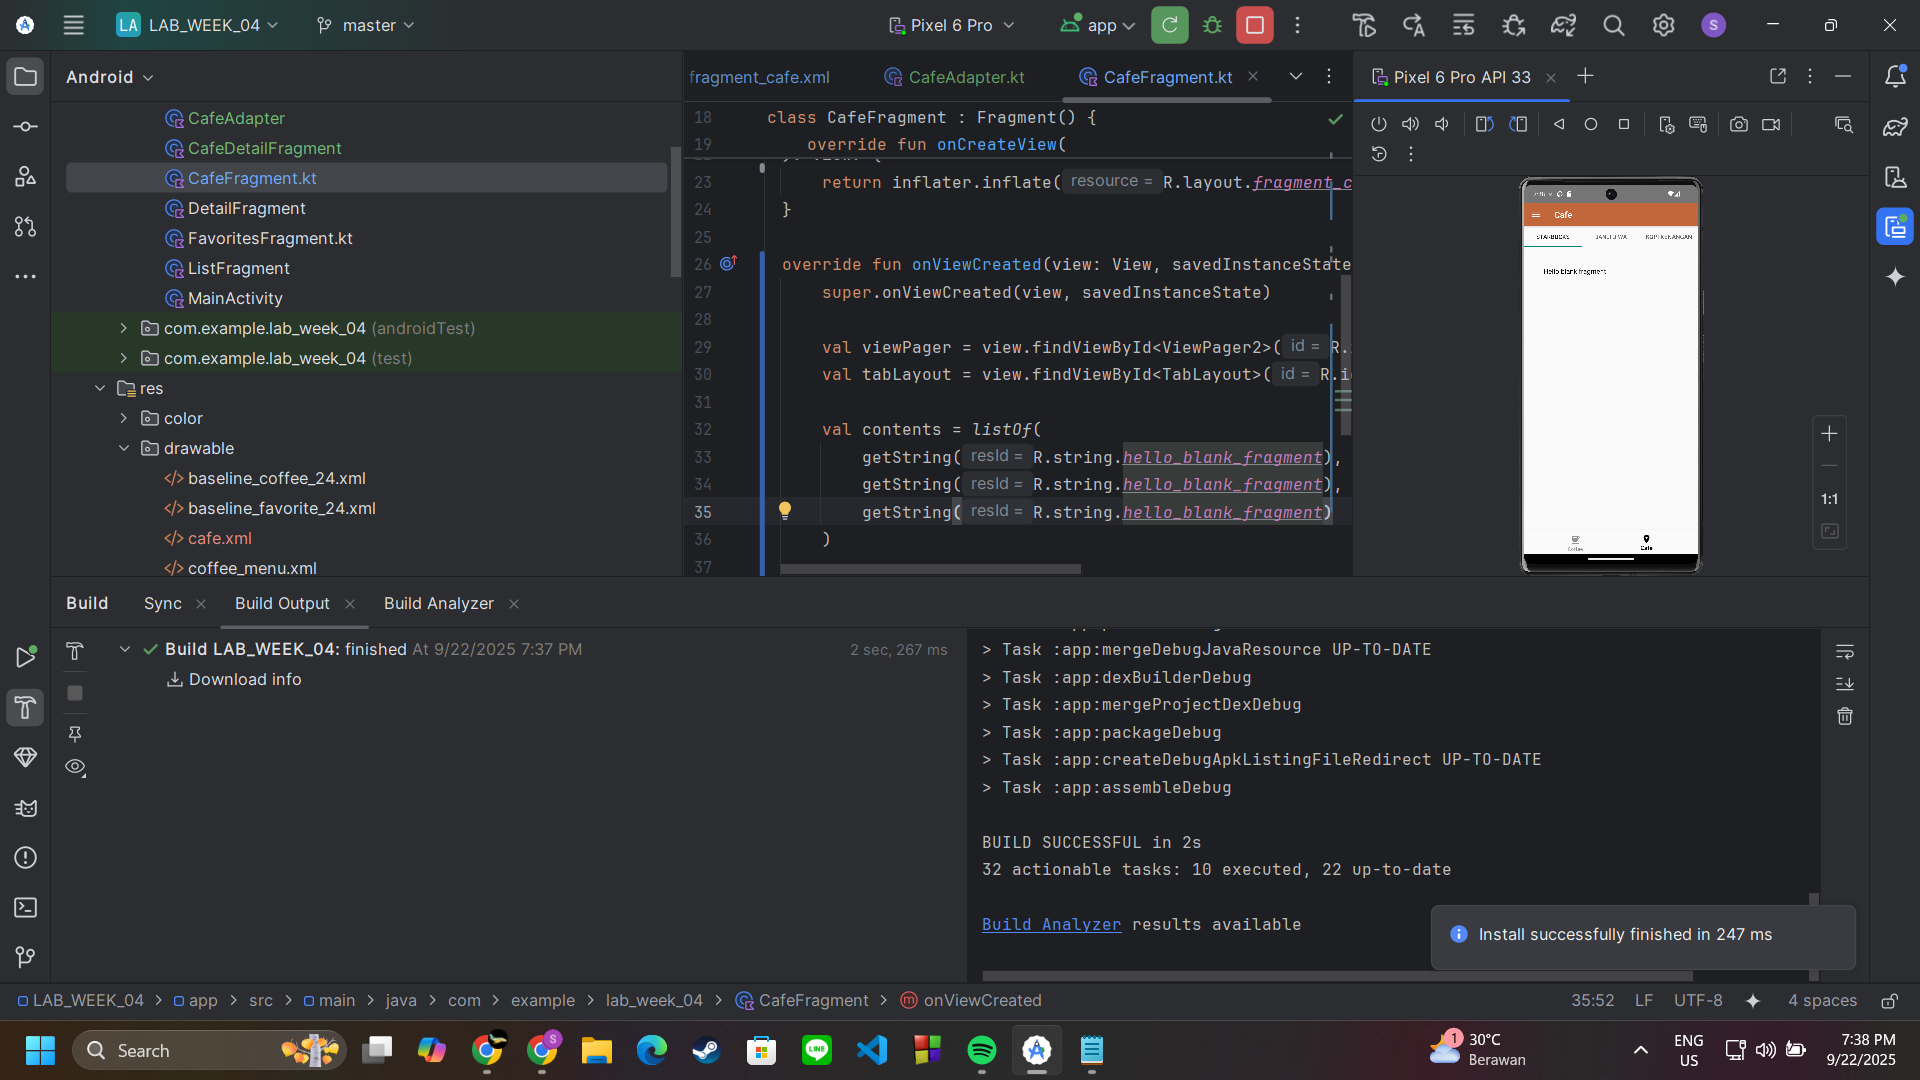 LA LAB_WEEK_04 master Pixel 6 Pro app S
Android
CafeAdapter
CafeDetailFragment
CafeFragment.kt
DetailFragment
FavoritesFragment.kt
ListFragment
MainActivity
com.example.lab_week_04 (androidTest)
com.example.lab_week_04 (test)
res
color
drawable
baseline_coffee_24.xml
baseline_favorite_24.xml
cafe.xml
coffee_menu.xml
fragment_cafe.xml CafeAdapter.kt CafeFragment.kt
18 class CafeFragment : Fragment() {
19 override fun onCreateView(
23 return inflater.inflate( resource = R.layout.fragment_c
24 }
25
26 override fun onViewCreated(view: View, savedInstanceState
27 super.onViewCreated(view, savedInstanceState)
28
29 val viewPager = view.findViewById<ViewPager2>( id = R.
30 val tabLayout = view.findViewById<TabLayout>( id = R.i
31
32 val contents = listOf(
33 getString( resId = R.string.hello_blank_fragment),
34 getString( resId = R.string.hello_blank_fragment),
35 getString( resId = R.string.hello_blank_fragment)
36 )
37
Pixel 6 Pro API 33
Cafe
STARBUCKS JANJI JIWA KOPI KENANGAN
Hello blank fragment
Coffee Cafe
1:1
Build Sync Build Output Build Analyzer
Build LAB_WEEK_04: finished At 9/22/2025 7:37 PM 2 sec, 267 ms
Download info
> Task :app:mergeDebugJavaResource UP-TO-DATE
> Task :app:dexBuilderDebug
> Task :app:mergeProjectDexDebug
> Task :app:packageDebug
> Task :app:createDebugApkListingFileRedirect UP-TO-DATE
> Task :app:assembleDebug
BUILD SUCCESSFUL in 2s
32 actionable tasks: 10 executed, 22 up-to-date
Build Analyzer results available
Install successfully finished in 247 ms
LAB_WEEK_04 > app > src > main > java > com > example > lab_week_04 > CafeFragment > onViewCreated 35:52 LF UTF-8 4 spaces
Search
1 30°C
Berawan
ENG
US
7:38 PM
9/22/2025